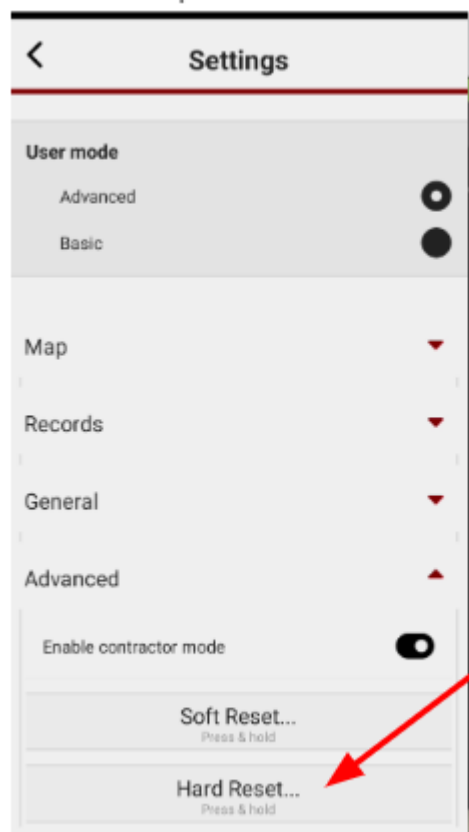 Settings
User mode
Advanced
Basic
Map
Records
General
Advanced
Enable contractor mode
Soft Reset...
Press & hold
Hard Reset...
Press & hold